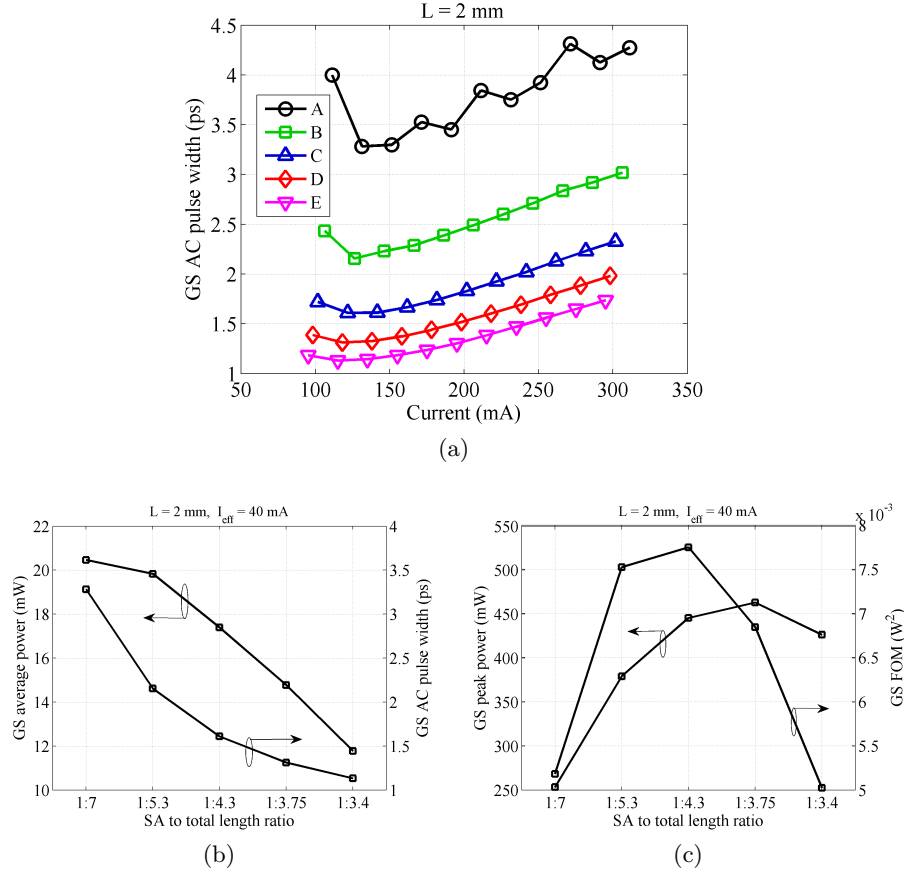 L = 2 mm
GS AC pulse width (ps)
4.5
4
3.5
3
2.5
2
1.5
1
A
B
C
D
E
50 100 150 200 250 300 350
Current (mA)
(a)
L = 2 mm, I_eff = 40 mA
GS average power (mW)
22
20
18
16
14
12
10
4
3.5
3
2.5
2
1.5
1
GS AC pulse width (ps)
1:7 1:5.3 1:4.3 1:3.75 1:3.4
SA to total length ratio
(b)
L = 2 mm, I_eff = 40 mA
x 10^-3
GS peak power (mW)
550
500
450
400
350
300
250
8
7.5
7
6.5
6
5.5
5
GS FOM (W^2)
1:7 1:5.3 1:4.3 1:3.75 1:3.4
SA to total length ratio
(c)